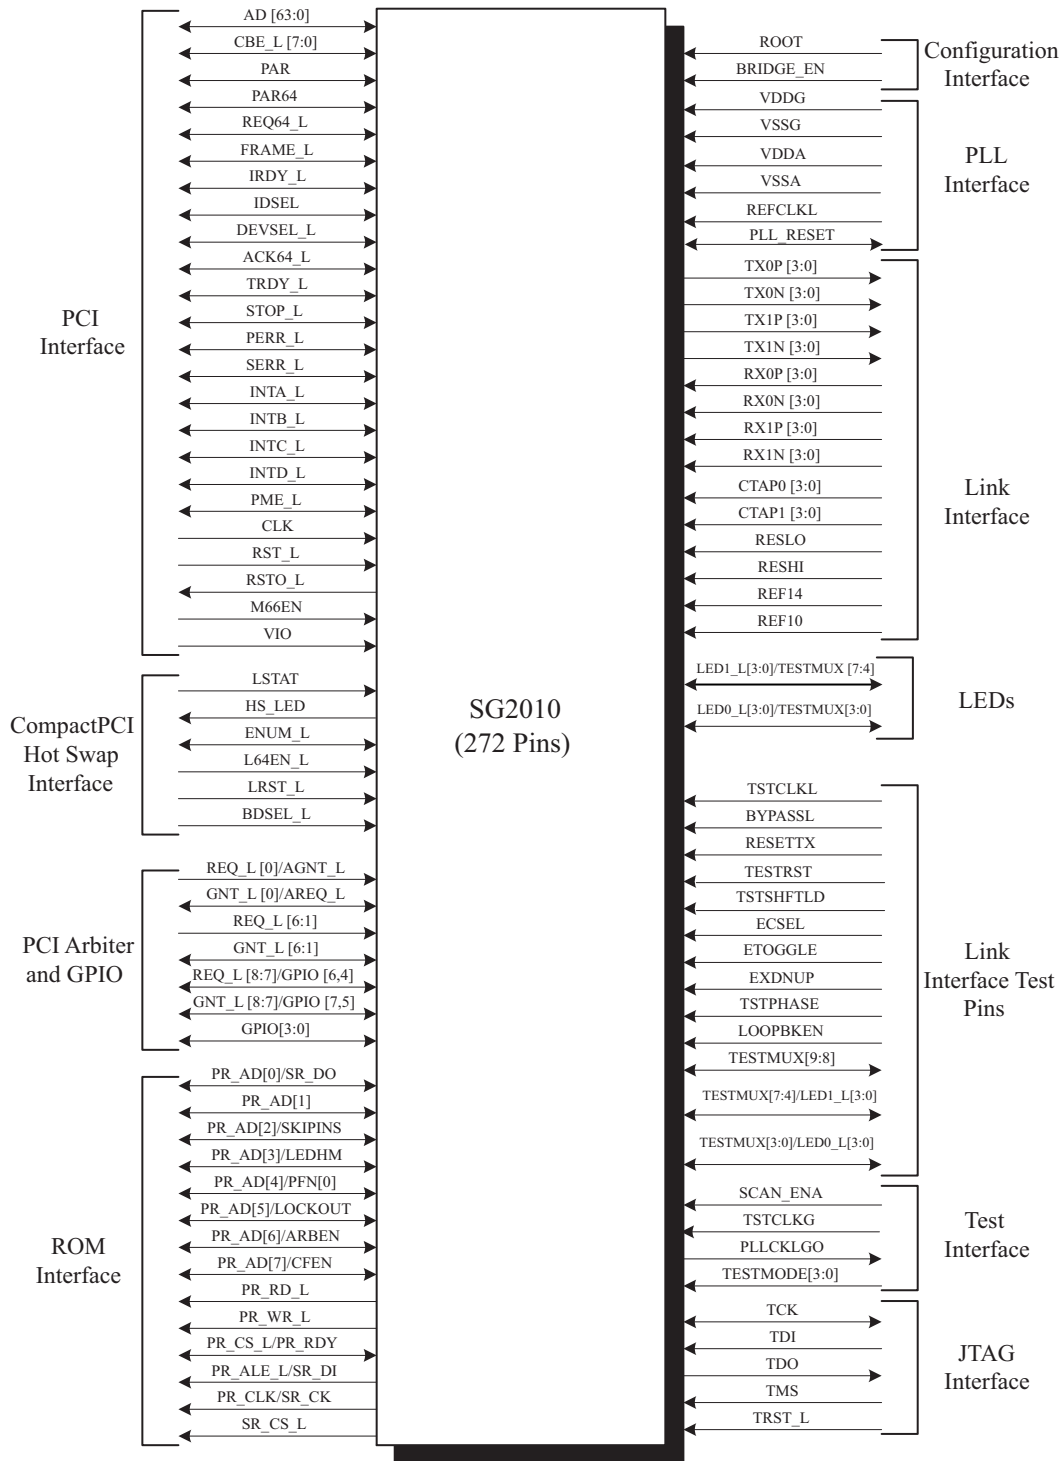 AD [63:0]
CBE_L [7:0]
PAR
PAR64
REQ64_L
FRAME_L
IRDY_L
IDSEL
DEVSEL_L
ACK64_L
TRDY_L
STOP_L
PERR_L
SERR_L
INTA_L
INTB_L
INTC_L
INTD_L
PME_L
CLK
RST_L
RSTO_L
M66EN
VIO
PCI
Interface
LSTAT
HS_LED
ENUM_L
L64EN_L
LRST_L
BDSEL_L
CompactPCI
Hot Swap
Interface
REQ_L [0]/AGNT_L
GNT_L [0]/AREQ_L
REQ_L [6:1]
GNT_L [6:1]
REQ_L [8:7]/GPIO [6,4]
GNT_L [8:7]/GPIO [7,5]
GPIO[3:0]
PCI Arbiter
and GPIO
PR_AD[0]/SR_DO
PR_AD[1]
PR_AD[2]/SKIPINS
PR_AD[3]/LEDHM
PR_AD[4]/PFN[0]
PR_AD[5]/LOCKOUT
PR_AD[6]/ARBEN
PR_AD[7]/CFEN
PR_RD_L
PR_WR_L
PR_CS_L/PR_RDY
PR_ALE_L/SR_DI
PR_CLK/SR_CK
SR_CS_L
ROM
Interface
SG2010
(272 Pins)
ROOT
BRIDGE_EN
Configuration
Interface
VDDG
VSSG
VDDA
VSSA
REFCLKL
PLL_RESET
PLL
Interface
TX0P [3:0]
TX0N [3:0]
TX1P [3:0]
TX1N [3:0]
RX0P [3:0]
RX0N [3:0]
RX1P [3:0]
RX1N [3:0]
CTAP0 [3:0]
CTAP1 [3:0]
RESLO
RESHI
REF14
REF10
Link
Interface
LED1_L[3:0]/TESTMUX [7:4]
LED0_L[3:0]/TESTMUX[3:0]
LEDs
TSTCLKL
BYPASSL
RESETTX
TESTRST
TSTSHFTLD
ECSEL
ETOGGLE
EXDNUP
TSTPHASE
LOOPBKEN
TESTMUX[9:8]
TESTMUX[7:4]/LED1_L[3:0]
TESTMUX[3:0]/LED0_L[3:0]
Link
Interface Test
Pins
SCAN_ENA
TSTCLKG
PLLCKLGO
TESTMODE[3:0]
Test
Interface
TCK
TDI
TDO
TMS
TRST_L
JTAG
Interface